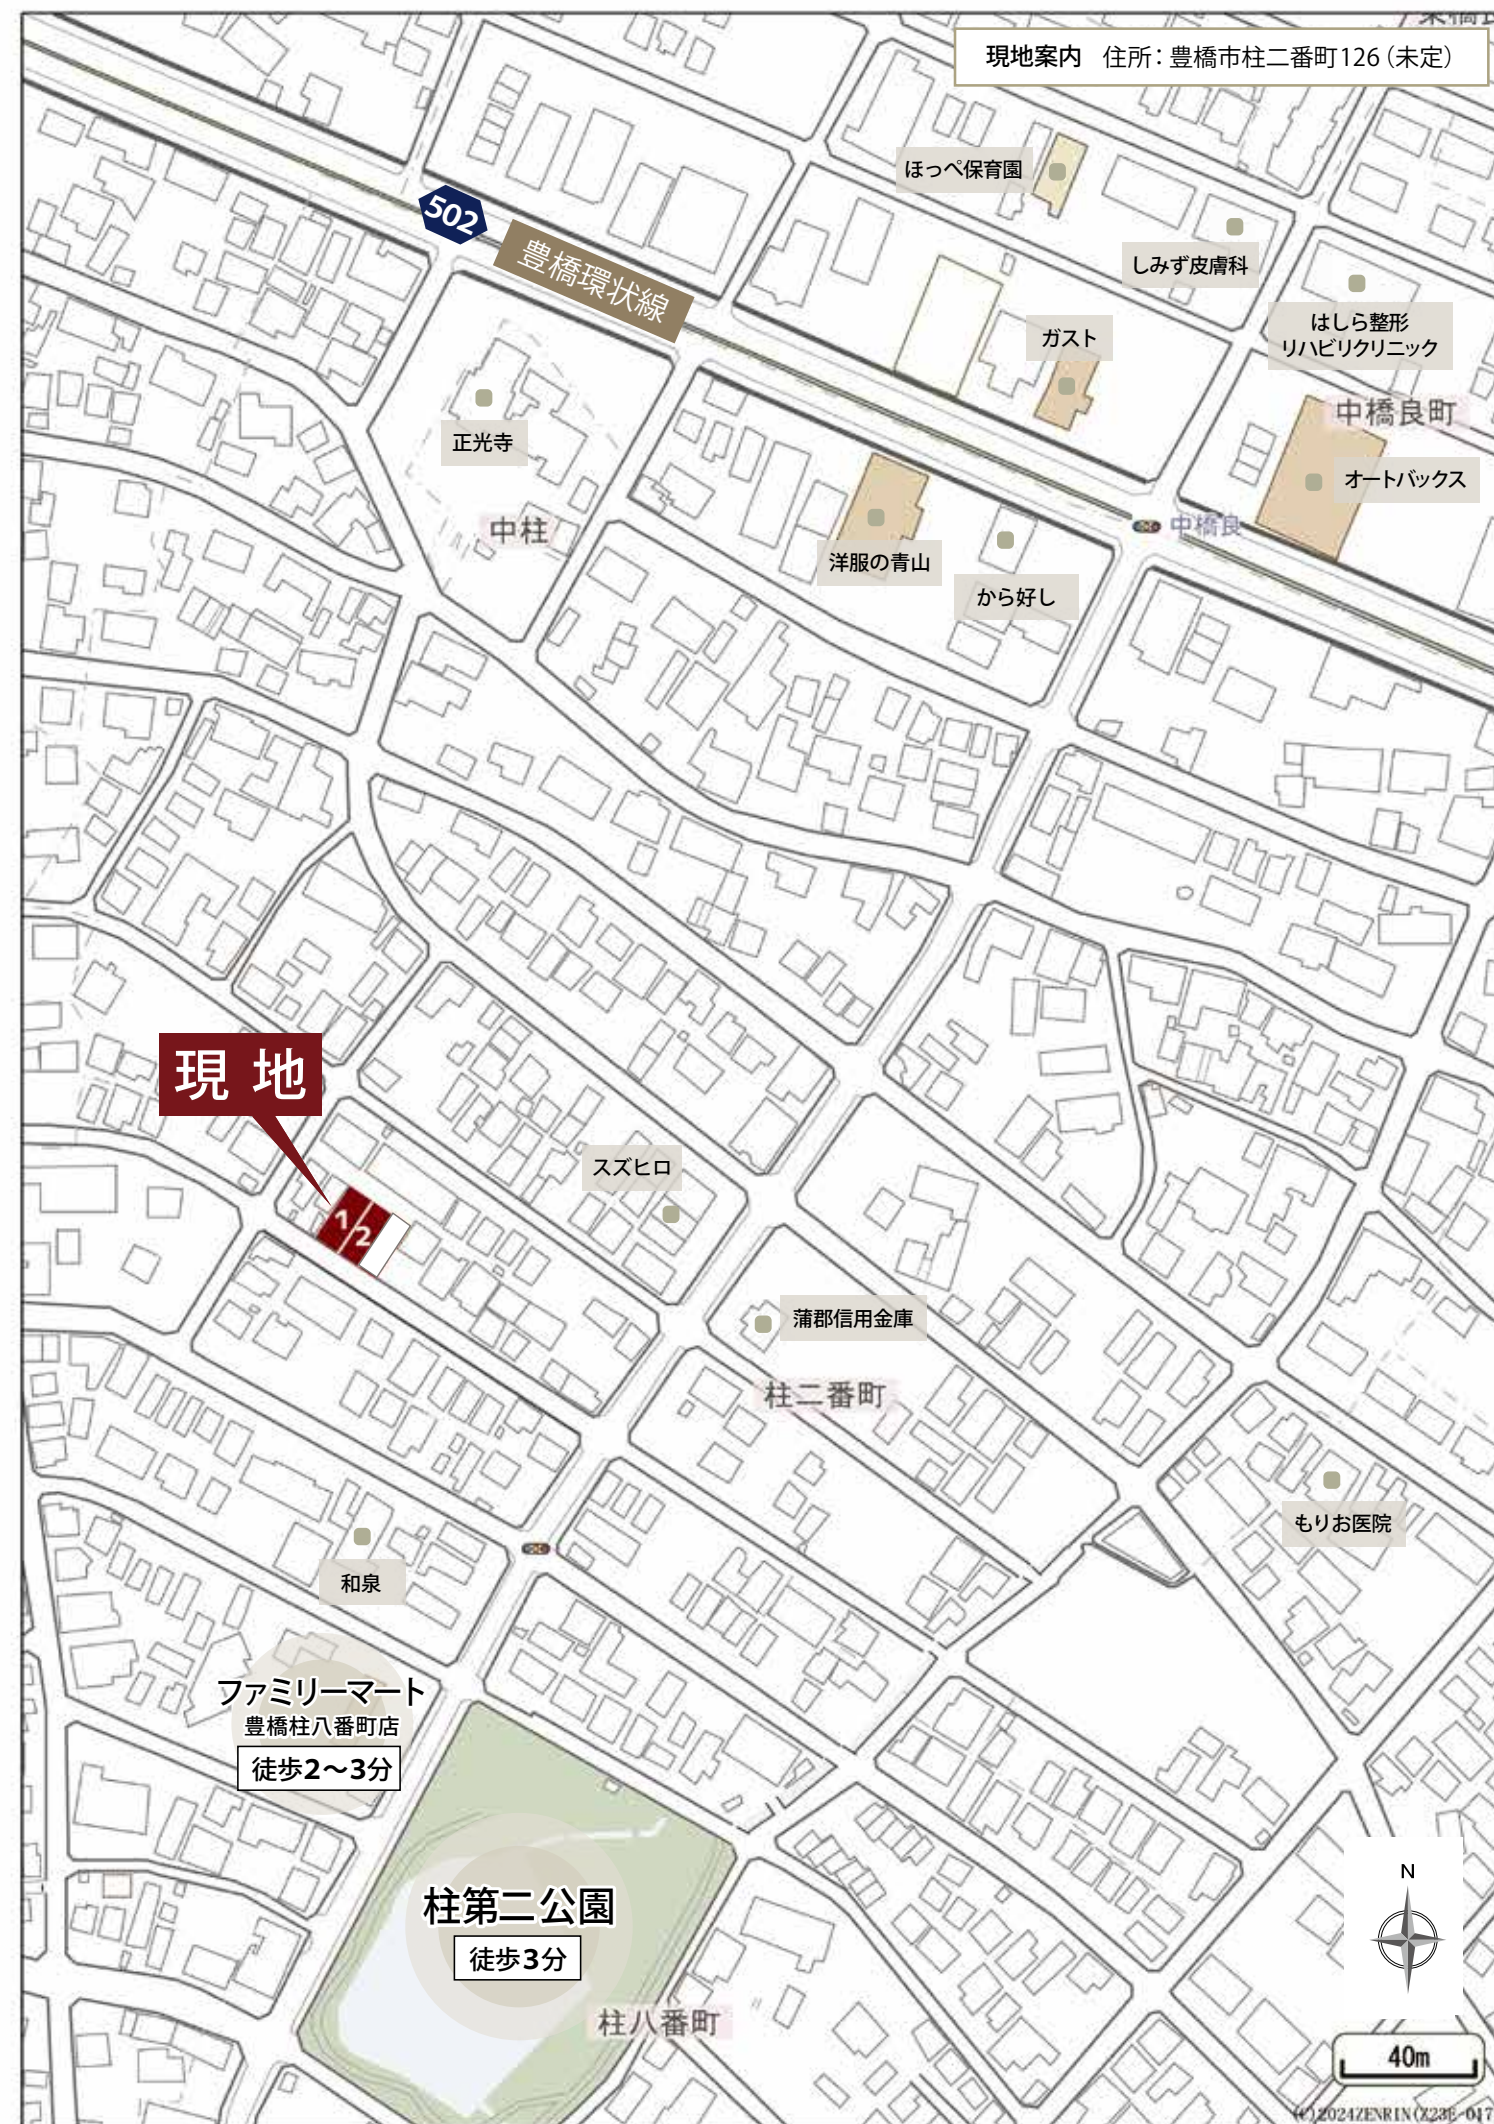 現地案内 住所：豊橋市柱二番町126（未定）
ほっぺ保育園
502
豊橋環状線
しみず皮膚科
はしら整形
リハビリクリニック
ガスト
中橋良町
正光寺
オートバックス
中柱
中橋良
洋服の青山
から好し
現地
スズヒロ
1
2
蒲郡信用金庫
柱二番町
もりお医院
和泉
ファミリーマート
豊橋柱八番町店
徒歩2～3分
柱第二公園
徒歩3分
柱八番町
N
40m
(C)2024ZENRIN(Z23E-017